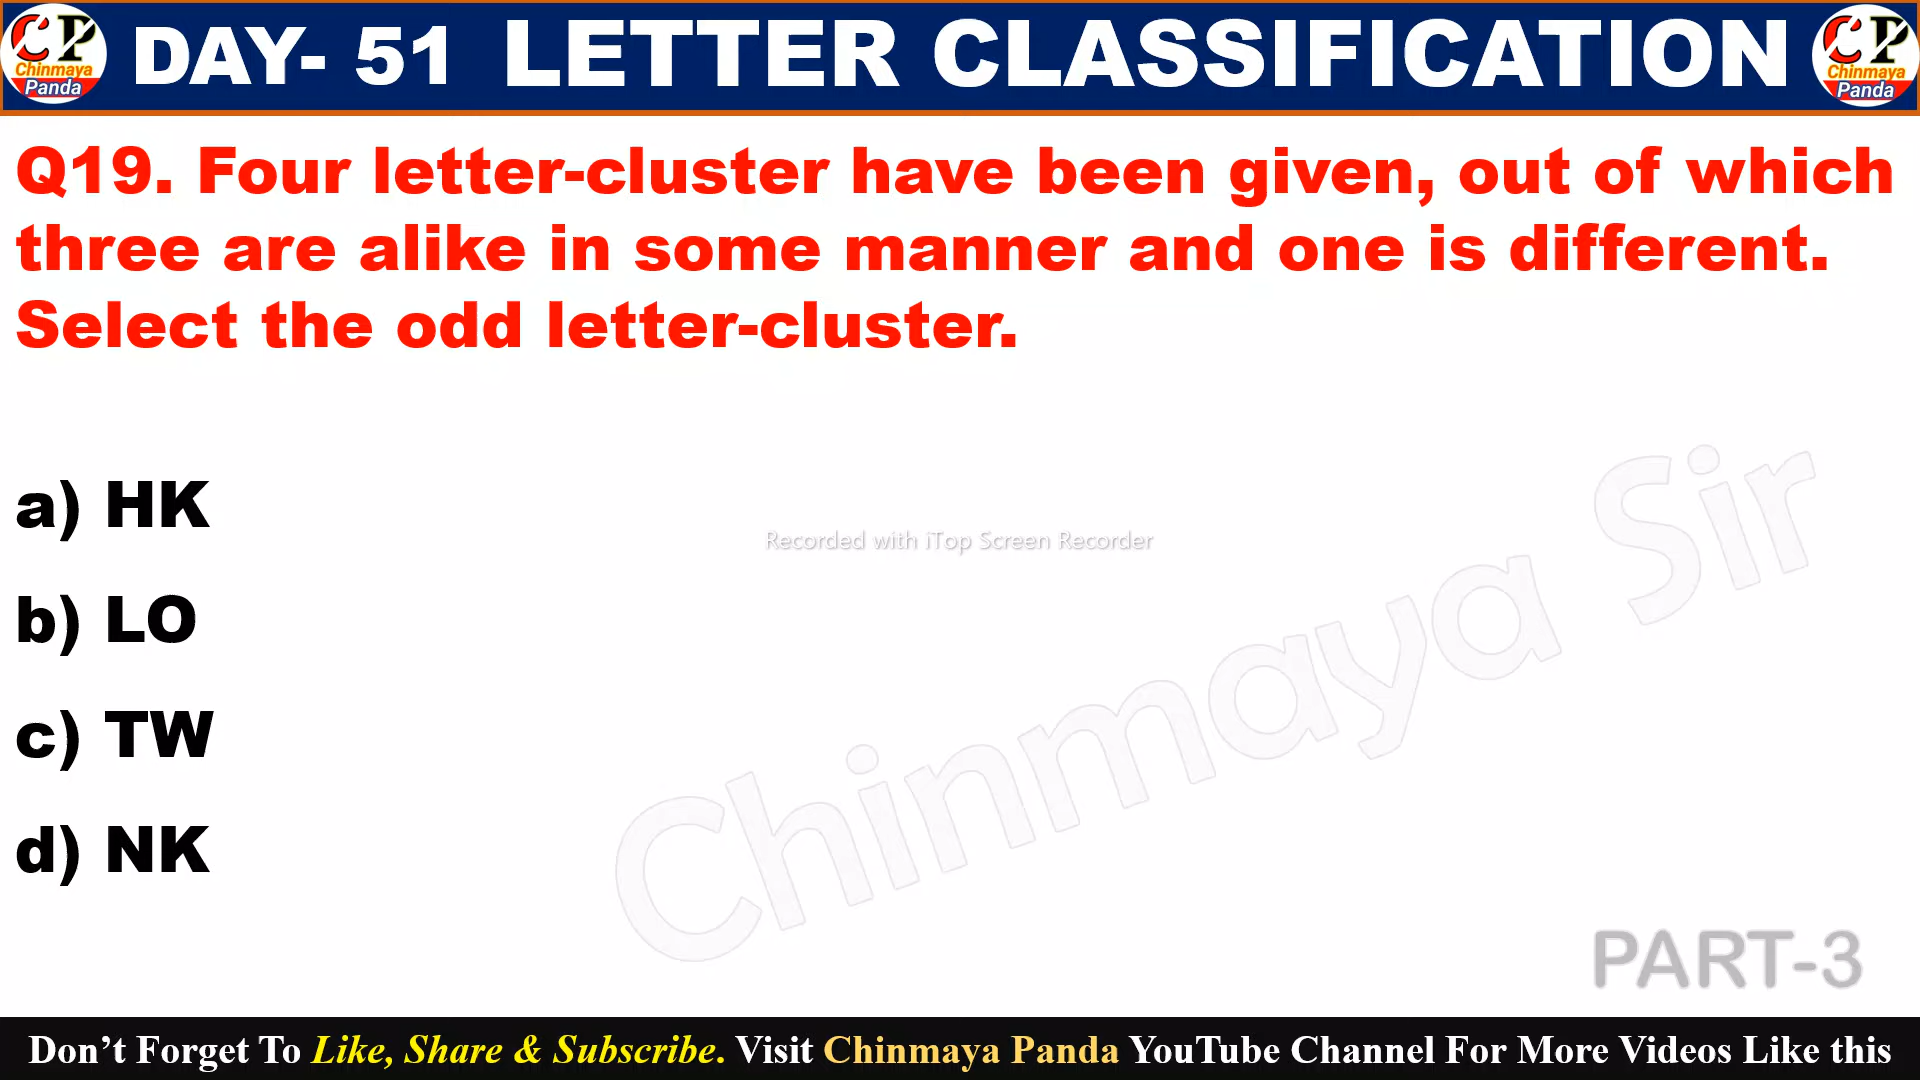 CP Chinmaya Panda
DAY- 51 LETTER CLASSIFICATION
CP Chinmaya Panda
Q19. Four letter-cluster have been given, out of which
three are alike in some manner and one is different.
Select the odd letter-cluster.
a) HK
Recorded with iTop Screen Recorder
b) LO
c) TW
d) NK
Chinmaya Sir
PART-3
Don’t Forget To Like, Share & Subscribe. Visit Chinmaya Panda YouTube Channel For More Videos Like this